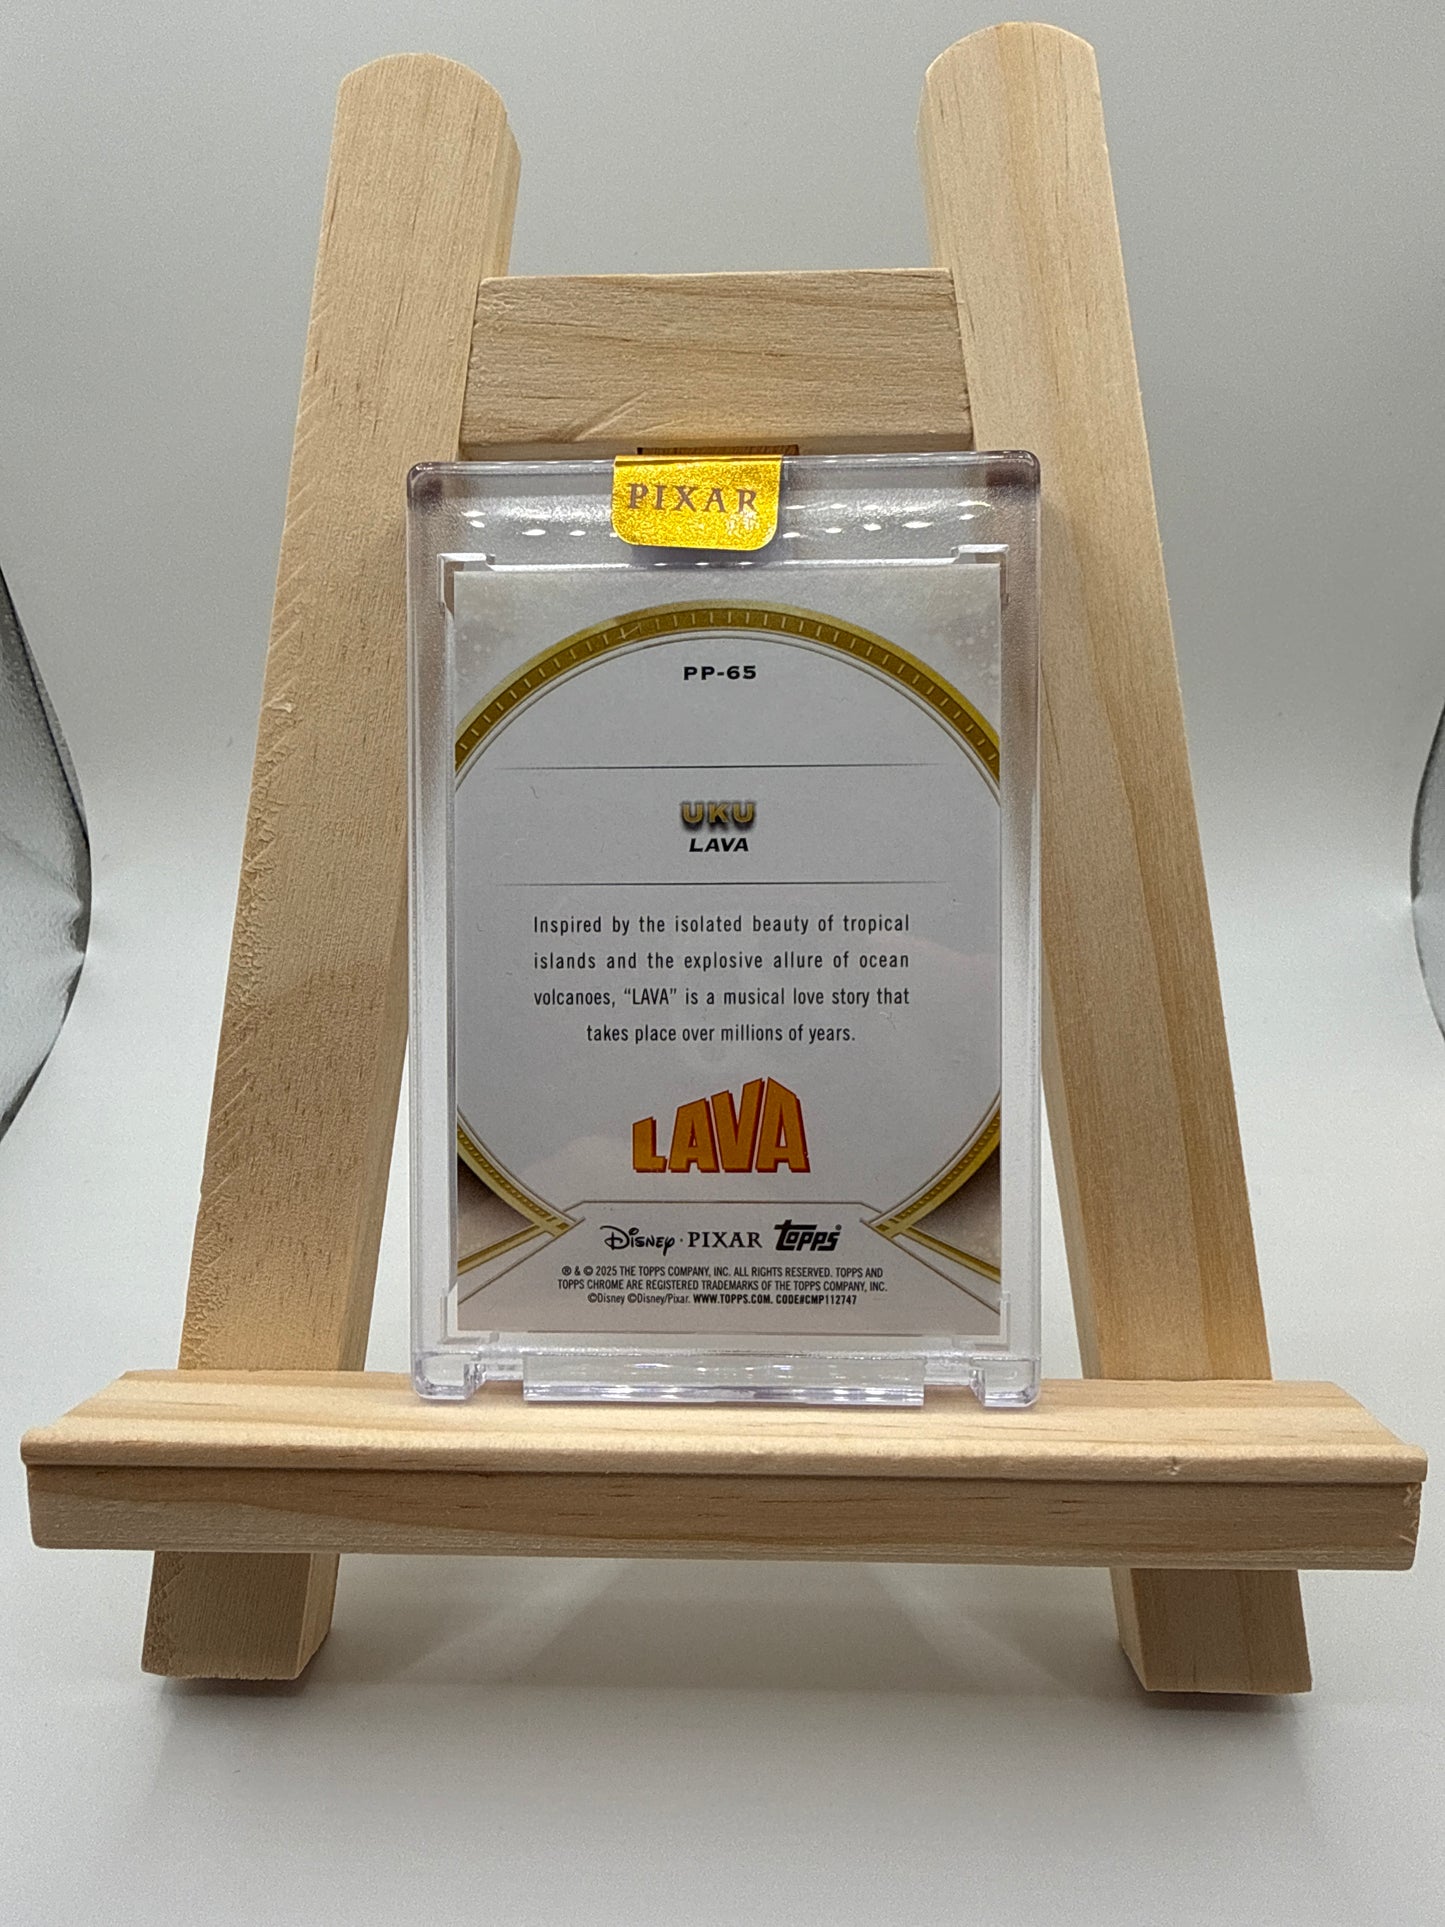 PIXAR
PP-65
UKU
LAVA
Inspired by the isolated beauty of tropical
islands and the explosive allure of ocean
volcanoes, “LAVA” is a musical love story that
takes place over millions of years.
LAVA
Disney · PIXAR Topps
® & © 2025 THE TOPPS COMPANY, INC. ALL RIGHTS RESERVED. TOPPS AND
TOPPS CHROME ARE REGISTERED TRADEMARKS OF THE TOPPS COMPANY, INC.
©Disney ©Disney/Pixar. WWW.TOPPS.COM. CODE#CMP112747